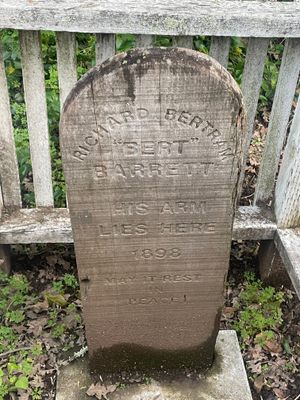 RICHARD BERTRAM
"BERT"
BARRETT
HIS ARM
LIES HERE
1898
MAY IT REST
IN
PEACE!